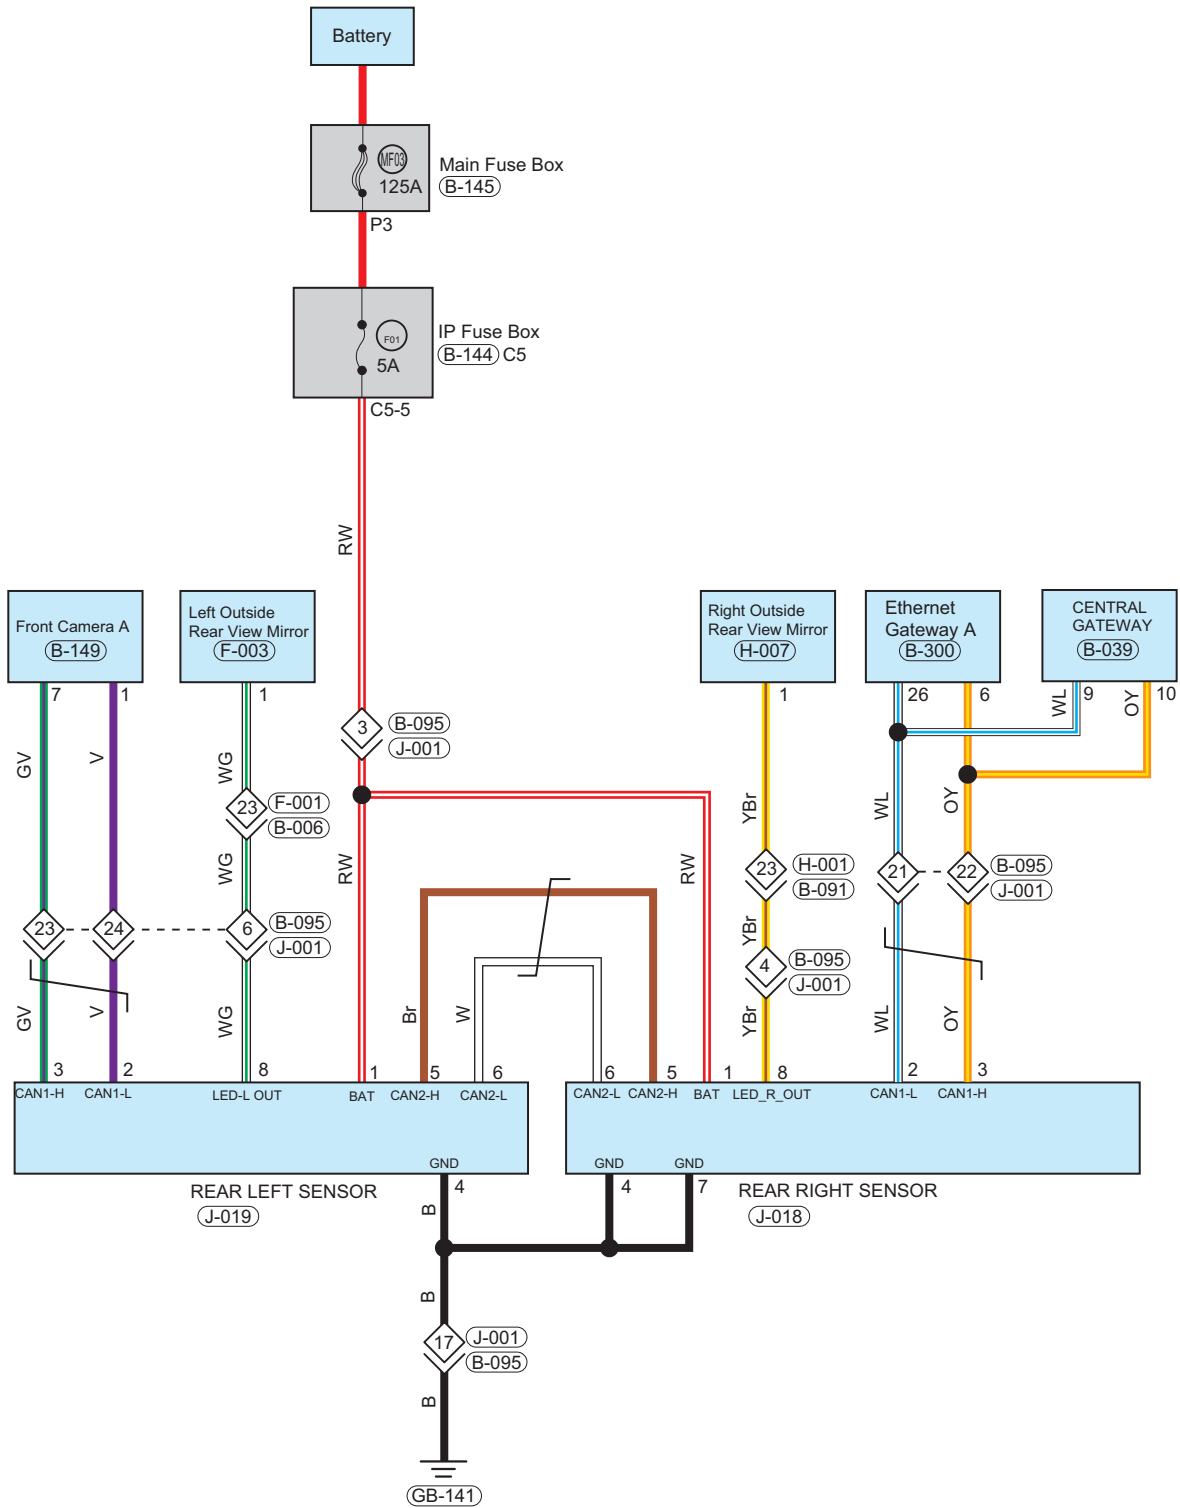 Battery
MF03
125A
Main Fuse Box
B-145
P3
F01
5A
IP Fuse Box
B-144 C5
C5-5
RW
Front Camera A
B-149
Left Outside
Rear View Mirror
F-003
Right Outside
Rear View Mirror
H-007
Ethernet
Gateway A
B-300
CENTRAL
GATEWAY
B-039
7
1
1
1
26
6
9
10
GV
V
WG
3
B-095
J-001
WL
OY
23
F-001
B-006
YBr
WL
OY
WG
RW
RW
23
H-001
B-091
21
22
B-095
J-001
23
24
6
B-095
J-001
YBr
4
B-095
J-001
GV
V
WG
Br
W
YBr
WL
OY
3
2
8
1
5
6
6
5
1
8
2
3
CAN1-H
CAN1-L
LED-L OUT
BAT
CAN2-H
CAN2-L
CAN2-L
CAN2-H
BAT
LED_R_OUT
CAN1-L
CAN1-H
GND
GND
GND
4
4
7
REAR LEFT SENSOR
J-019
REAR RIGHT SENSOR
J-018
B
B
17
J-001
B-095
B
GB-141